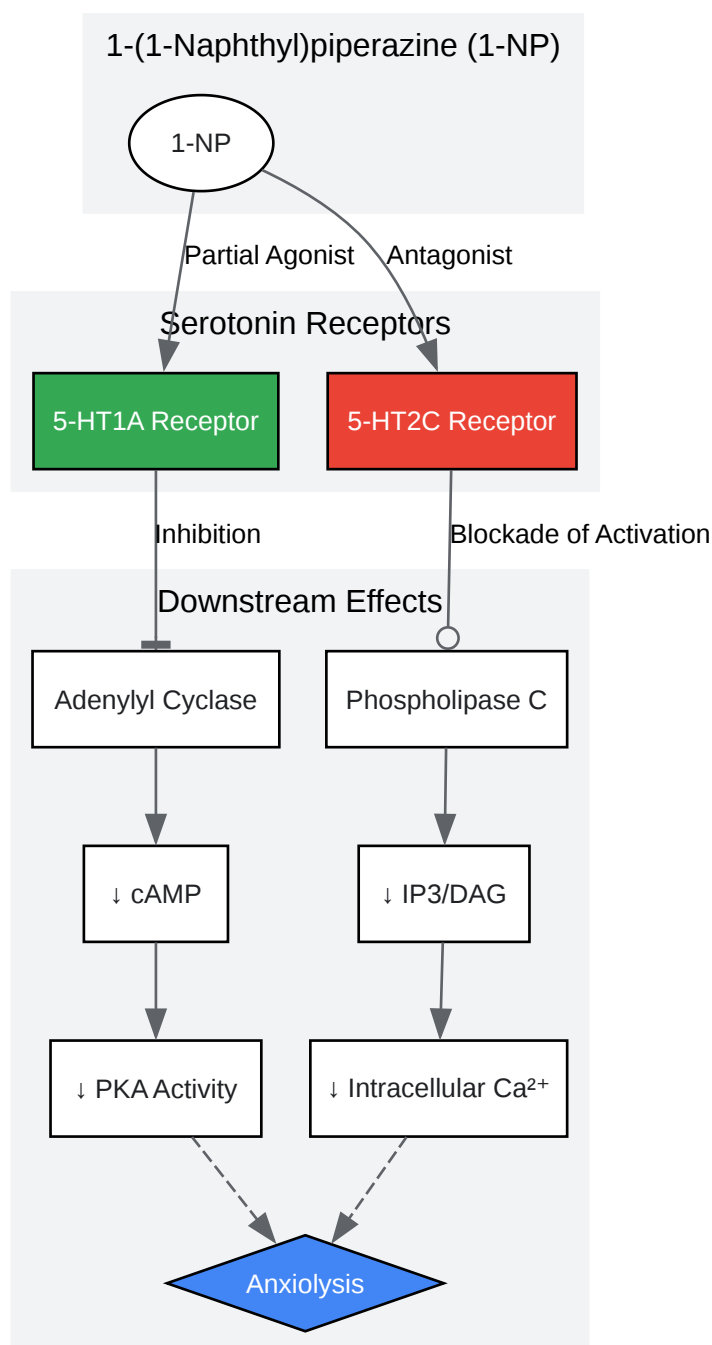 1-(1-Naphthyl)piperazine (1-NP)
1-NP
Partial Agonist
Antagonist
Serotonin Receptors
5-HT1A Receptor
5-HT2C Receptor
Inhibition
Blockade of Activation
Downstream Effects
Adenylyl Cyclase
Phospholipase C
↓ cAMP
↓ IP3/DAG
↓ PKA Activity
↓ Intracellular Ca²⁺
Anxiolysis